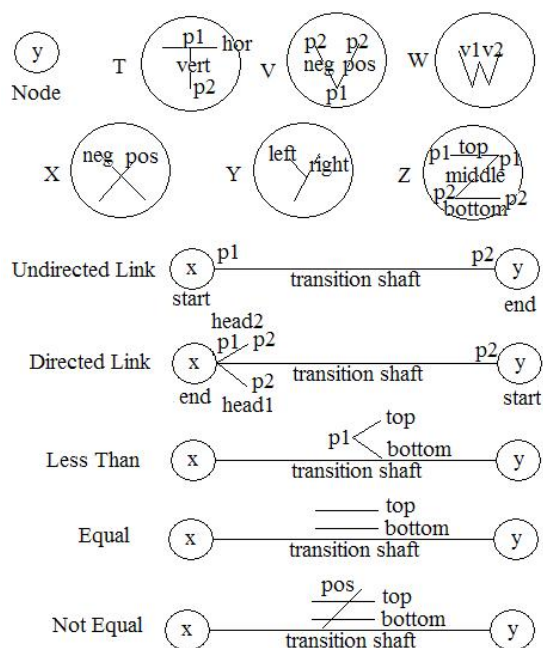 y
Node
T p1 hor
vert
p2
V p2 p2
neg pos
p1
W v1 v2
X neg pos
Y left
right
Z p1 top p1
middle
p2 p2
bottom
Undirected Link x p1 p2 y
transition shaft
start end
head2
Directed Link x p1 p2 p2 y
transition shaft
p2
end head1 start
top
p1
bottom
Less Than x y
transition shaft
top
bottom
Equal x y
transition shaft
pos
top
bottom
Not Equal x y
transition shaft